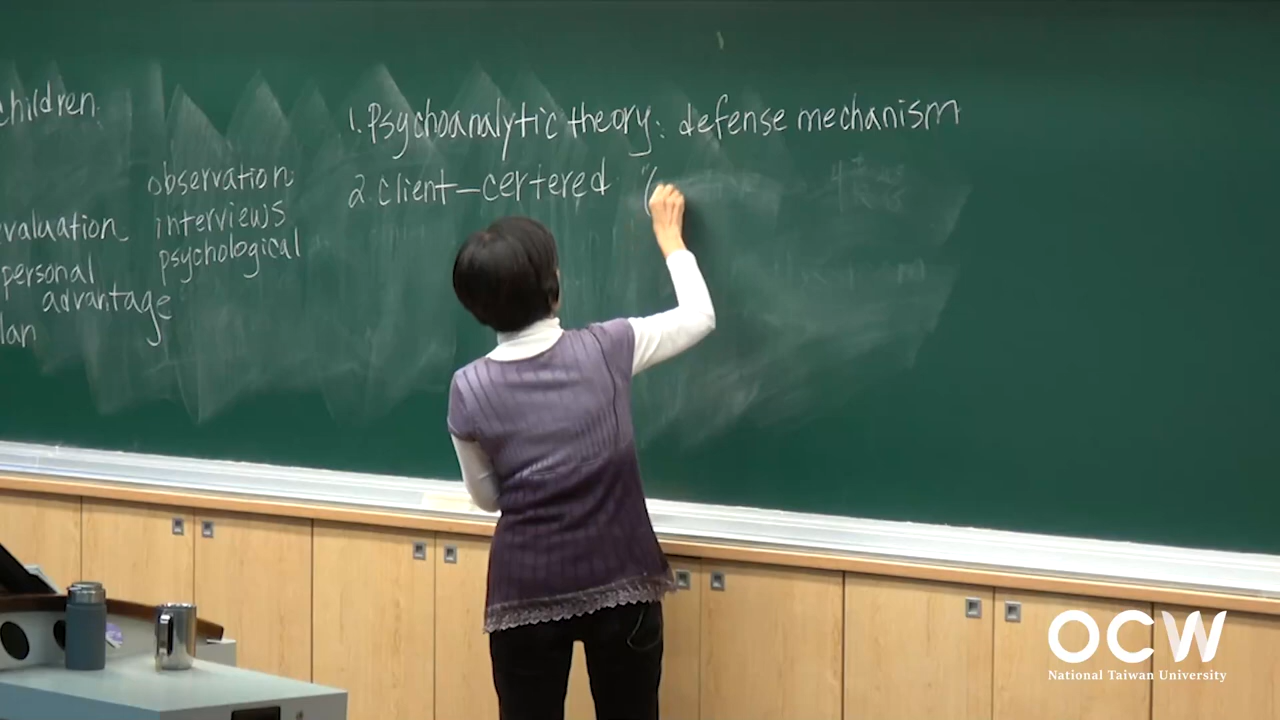 children
observation
evaluation interviews
personal psychological
advantage
lan
1. Psychoanalytic theory: defense mechanism
2. client-certered (
OCW
National Taiwan University